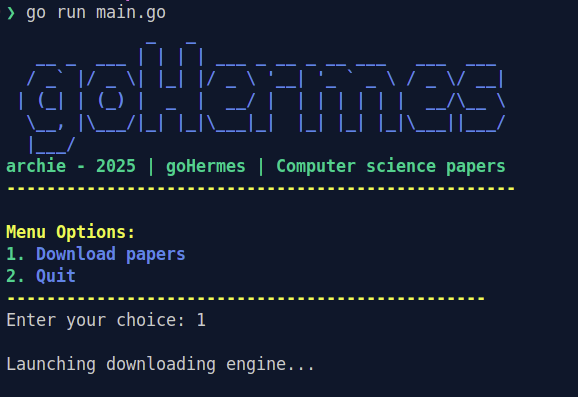 ❯ go run main.go
goHermes
archie - 2025 | goHermes | Computer science papers
---------------------------------------------------
Menu Options:
1. Download papers
2. Quit
------------------------------------------------
Enter your choice: 1
Launching downloading engine...